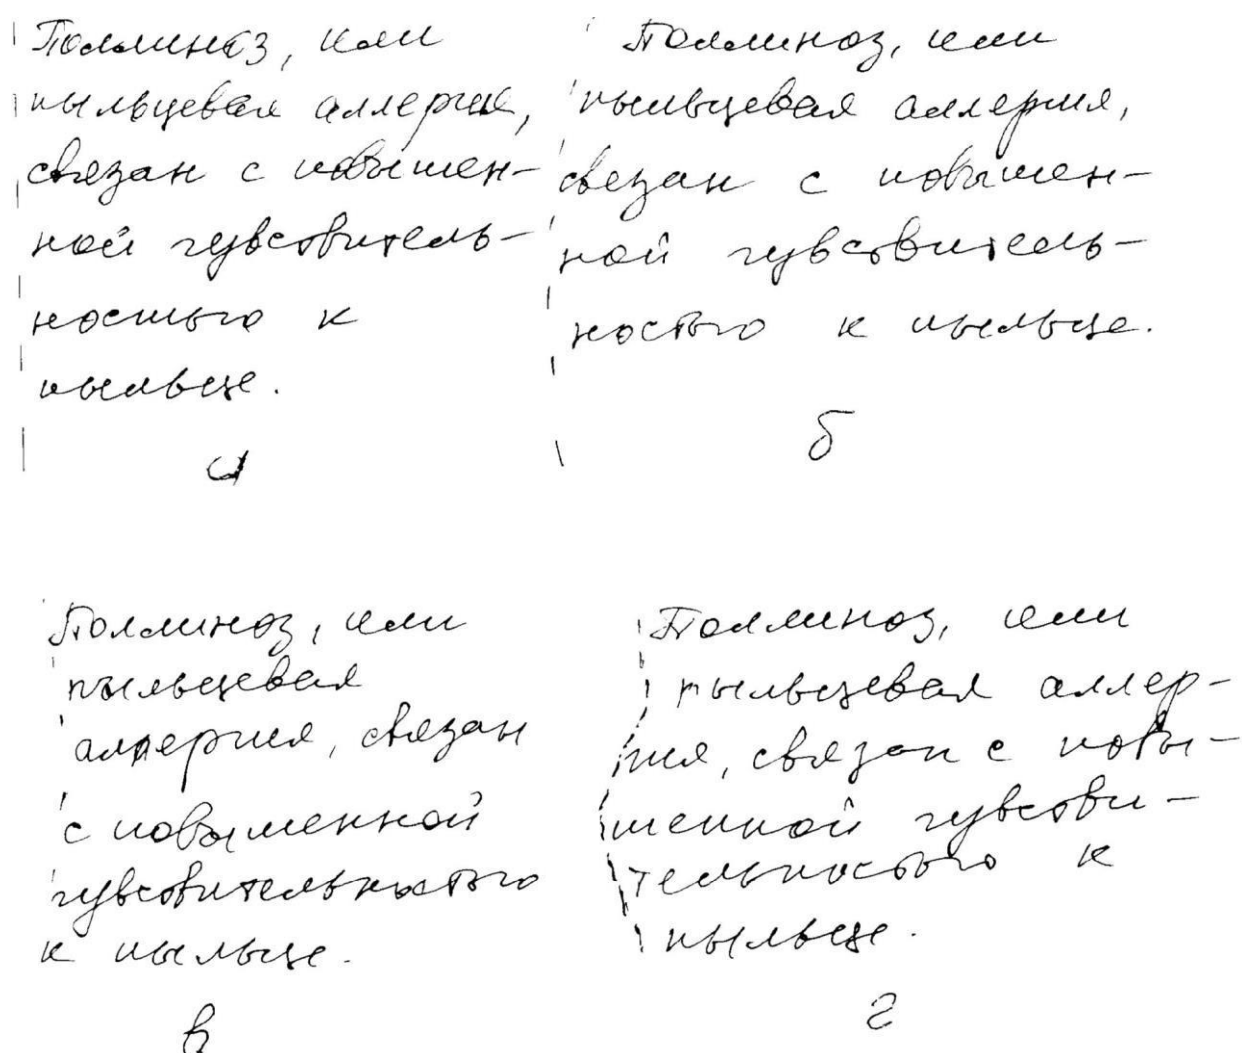 Поллиноз, или
пыльцевая аллергия,
связан с повышен-
ной чувствитель-
ностью к
пыльце.
а
Поллиноз, или
пыльцевая аллергия,
связан с повышен-
ной чувствитель-
ностью к пыльце.
б
Поллиноз, или
пыльцевая
аллергия, связан
с повышенной
чувствительностью
к пыльце.
в
Поллиноз, или
пыльцевая аллер-
гия, связан с повы-
шенной чувстви-
тельностью к
пыльце.
г